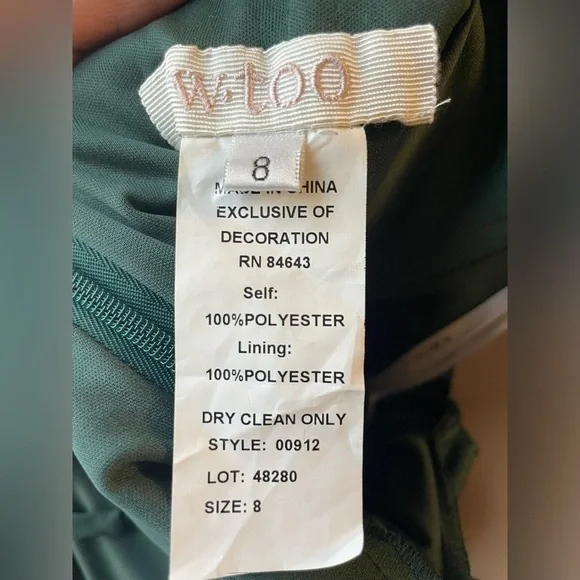 w.too
8
MADE IN CHINA
EXCLUSIVE OF
DECORATION
RN 84643
Self:
100%POLYESTER
Lining:
100%POLYESTER
DRY CLEAN ONLY
STYLE: 00912
LOT: 48280
SIZE: 8